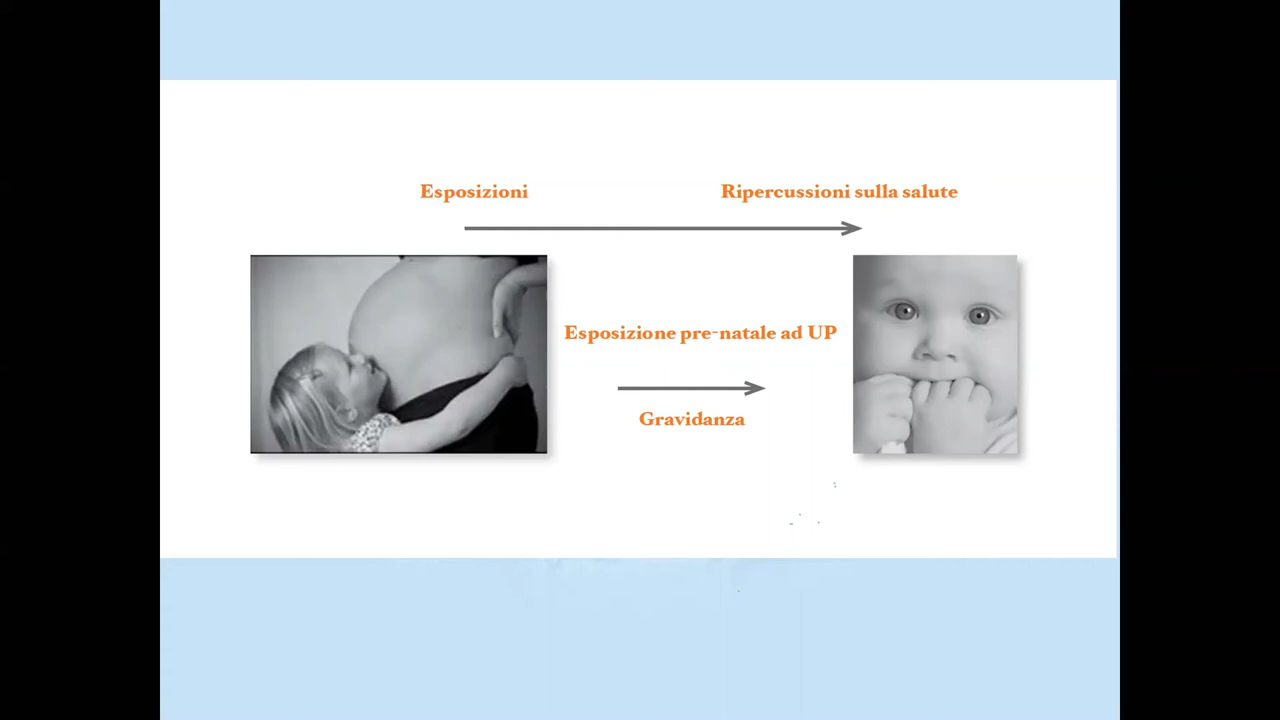 Esposizioni
Ripercussioni sulla salute
Esposizione pre-natale ad UP
Gravidanza